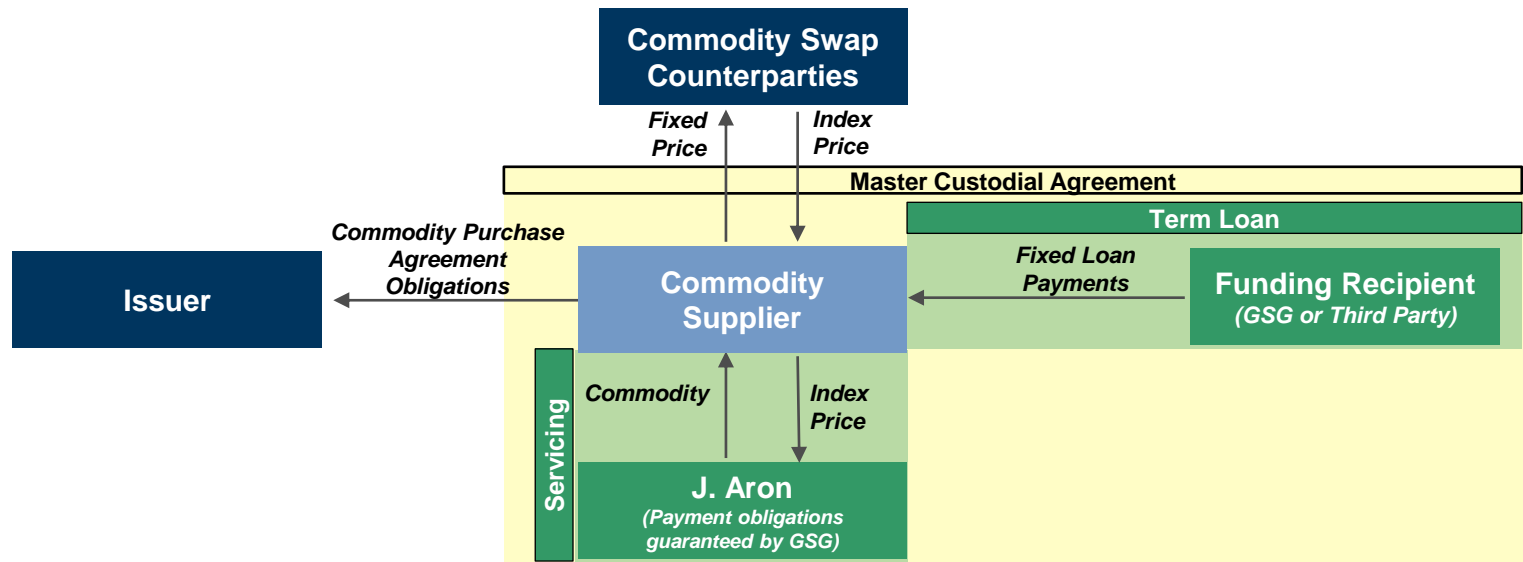 Commodity Swap
Counterparties
Fixed
Price
Index
Price
Master Custodial Agreement
Term Loan
Commodity Purchase
Agreement
Obligations
Issuer
Commodity
Supplier
Fixed Loan
Payments
Funding Recipient
(GSG or Third Party)
Servicing
Commodity
Index
Price
J. Aron
(Payment obligations
guaranteed by GSG)